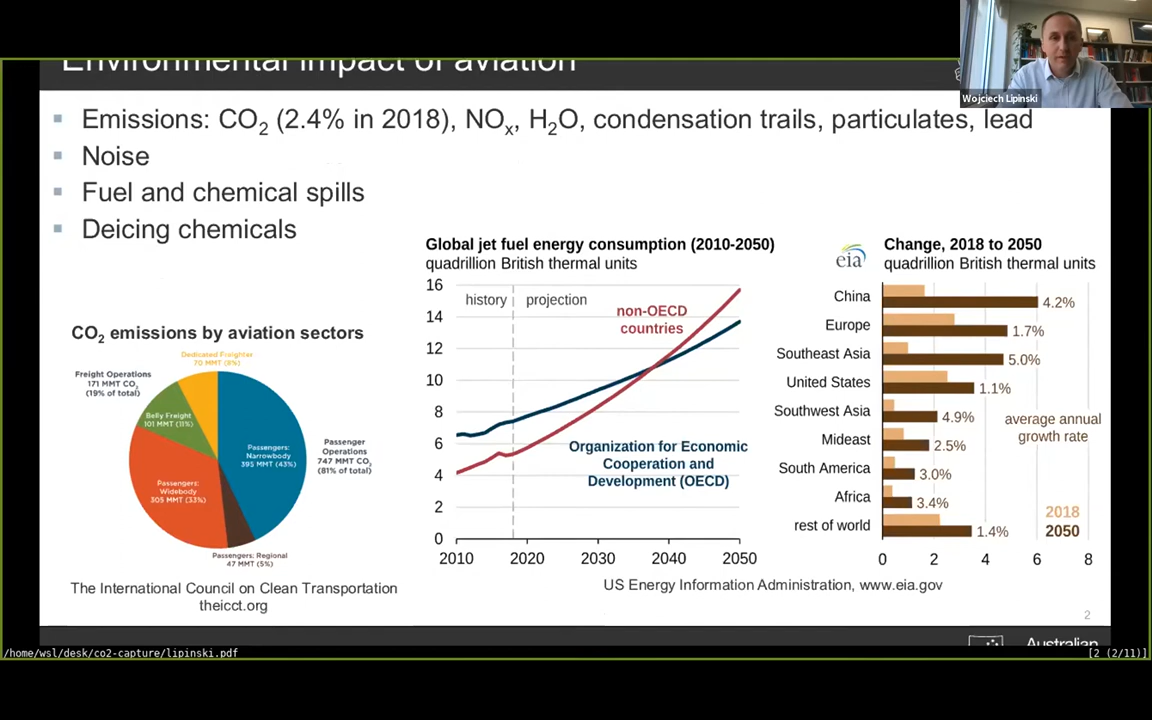 Environmental impact of aviation
Wojciech Lipinski
Emissions: CO2 (2.4% in 2018), NOx, H2O, condensation trails, particulates, lead
Noise
Fuel and chemical spills
Deicing chemicals
CO2 emissions by aviation sectors
Dedicated Freighter
70 MMT (8%)
Freight Operations
171 MMT CO2
(19% of total)
Belly Freight
101 MMT (11%)
Passengers:
Narrowbody
395 MMT (43%)
Passenger
Operations
747 MMT CO2
(81% of total)
Passengers:
Widebody
305 MMT (33%)
Passengers: Regional
47 MMT (5%)
The International Council on Clean Transportation
theicct.org
Global jet fuel energy consumption (2010-2050)
quadrillion British thermal units
16
14
12
10
8
6
4
2
0
history
projection
non-OECD
countries
Organization for Economic
Cooperation and
Development (OECD)
2010 2020 2030 2040 2050
eia
Change, 2018 to 2050
quadrillion British thermal units
China 4.2%
Europe 1.7%
Southeast Asia 5.0%
United States 1.1%
Southwest Asia 4.9%
Mideast 2.5%
South America 3.0%
Africa 3.4%
rest of world 1.4%
average annual
growth rate
2018
2050
0 2 4 6 8
US Energy Information Administration, www.eia.gov
2
Australian
/home/wsl/desk/co2-capture/lipinski.pdf
[2 (2/11)]